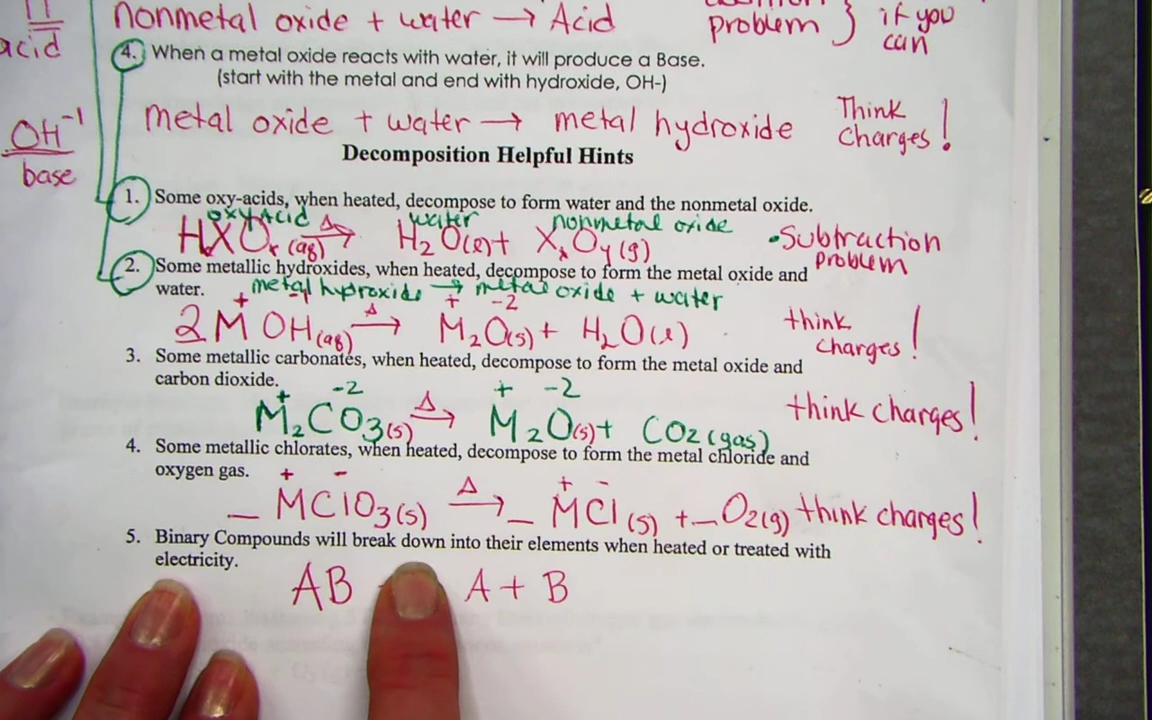 nonmetal oxide + water → Acid
problem } if you can
acid
4. When a metal oxide reacts with water, it will produce a Base.
(start with the metal and end with hydroxide, OH-)
OH⁻¹
base
metal oxide + water → metal hydroxide
Think charges!
Decomposition Helpful Hints
1. Some oxy-acids, when heated, decompose to form water and the nonmetal oxide.
oxyAcid water nonmetal oxide
HXOₓ(aq) Δ→ H₂O(l) + XₓOᵧ(g)
•Subtraction problem
2. Some metallic hydroxides, when heated, decompose to form the metal oxide and
water. metal hydroxide → metal oxide + water
+ - + -2
2MOH(aq) Δ→ M₂O(s) + H₂O(l)
think charges!
3. Some metallic carbonates, when heated, decompose to form the metal oxide and
carbon dioxide.
+ -2 + -2
M₂CO₃(s) Δ→ M₂O(s) + CO₂(gas)
think charges!
4. Some metallic chlorates, when heated, decompose to form the metal chloride and
oxygen gas.
+ - + -
_ MClO₃(s) Δ→ _ MCl(s) + _O₂(g) think charges!
5. Binary Compounds will break down into their elements when heated or treated with
electricity.
AB A + B